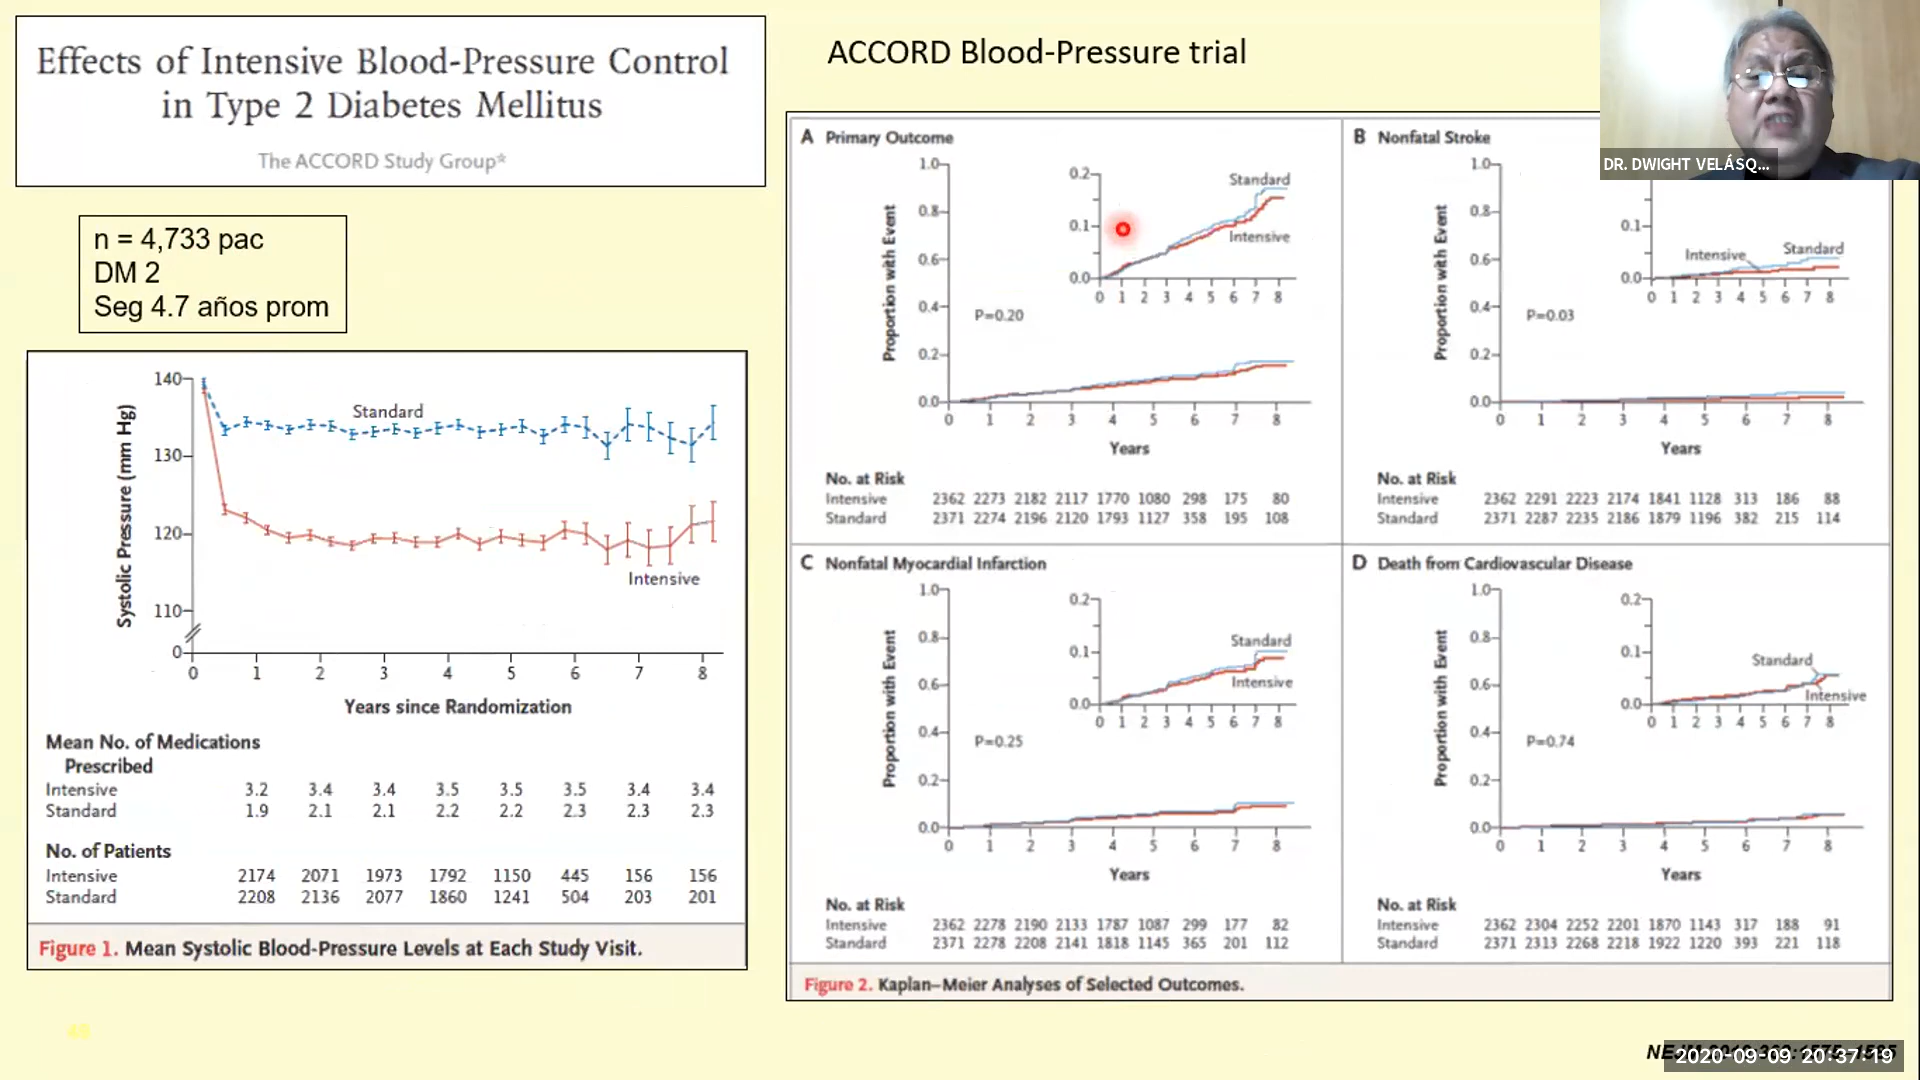 Effects of Intensive Blood-Pressure Control
in Type 2 Diabetes Mellitus
The ACCORD Study Group*
n = 4,733 pac
DM 2
Seg 4.7 años prom
140
130
120
110
0
Systolic Pressure (mm Hg)
Standard
Intensive
0 1 2 3 4 5 6 7 8
Years since Randomization
Mean No. of Medications
Prescribed
Intensive 3.2 3.4 3.4 3.5 3.5 3.5 3.4 3.4
Standard 1.9 2.1 2.1 2.2 2.2 2.3 2.3 2.3
No. of Patients
Intensive 2174 2071 1973 1792 1150 445 156 156
Standard 2208 2136 2077 1860 1241 504 203 201
Figure 1. Mean Systolic Blood-Pressure Levels at Each Study Visit.
ACCORD Blood-Pressure trial
DR. DWIGHT VELÁSQ...
A Primary Outcome
1.0
0.8
0.6
0.4
0.2
0.0
Proportion with Event
0.2
0.1
0.0
Standard
Intensive
0 1 2 3 4 5 6 7 8
P=0.20
0 1 2 3 4 5 6 7 8
Years
No. at Risk
Intensive 2362 2273 2182 2117 1770 1080 298 175 80
Standard 2371 2274 2196 2120 1793 1127 358 195 108
B Nonfatal Stroke
1.0
0.8
0.6
0.4
0.2
0.0
Proportion with Event
0.1
0.0
Intensive
Standard
0 1 2 3 4 5 6 7 8
P=0.03
0 1 2 3 4 5 6 7 8
Years
No. at Risk
Intensive 2362 2291 2223 2174 1841 1128 313 186 88
Standard 2371 2287 2235 2186 1879 1196 382 215 114
C Nonfatal Myocardial Infarction
1.0
0.8
0.6
0.4
0.2
0.0
Proportion with Event
0.2
0.1
0.0
Standard
Intensive
0 1 2 3 4 5 6 7 8
P=0.25
0 1 2 3 4 5 6 7 8
Years
No. at Risk
Intensive 2362 2278 2190 2133 1787 1087 299 177 82
Standard 2371 2278 2208 2141 1818 1145 365 201 112
D Death from Cardiovascular Disease
1.0
0.8
0.6
0.4
0.2
0.0
Proportion with Event
0.2
0.1
0.0
Standard
Intensive
0 1 2 3 4 5 6 7 8
P=0.74
0 1 2 3 4 5 6 7 8
Years
No. at Risk
Intensive 2362 2304 2252 2201 1870 1143 317 188 91
Standard 2371 2313 2268 2218 1922 1220 393 221 118
Figure 2. Kaplan–Meier Analyses of Selected Outcomes.
2020-09-09 20:37:19